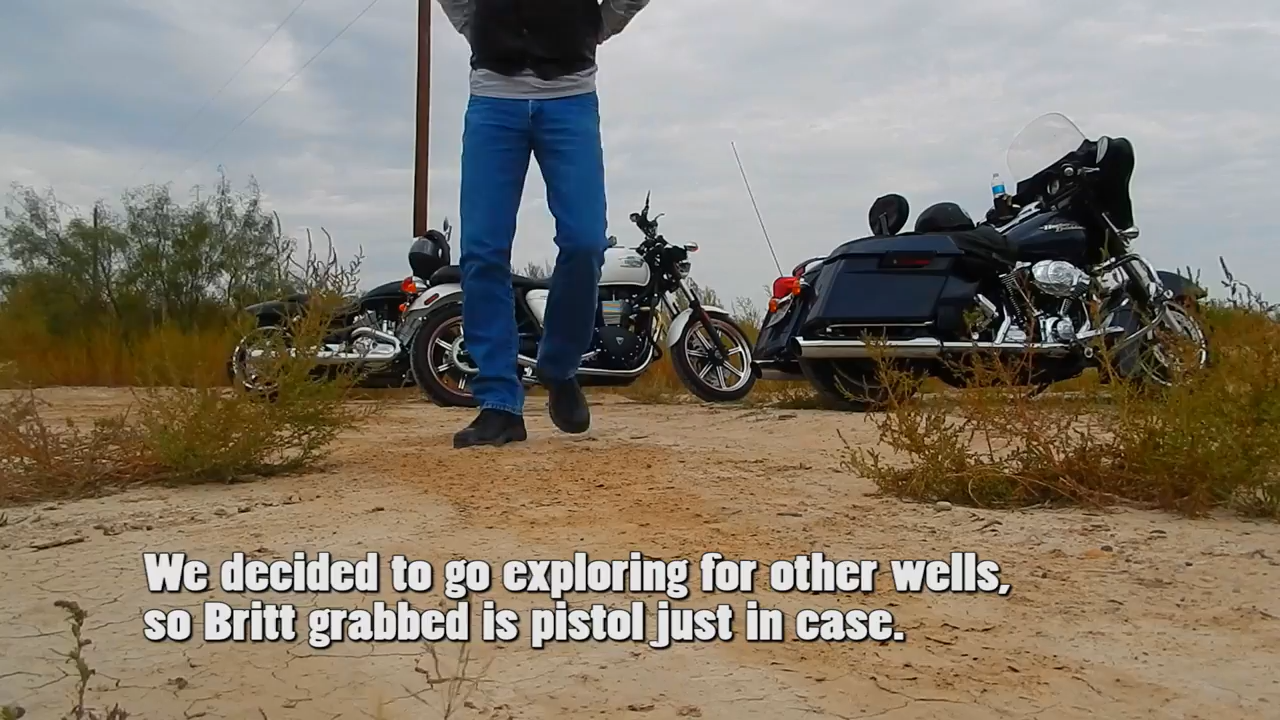 We decided to go exploring for other wells,
so Britt grabbed is pistol just in case.